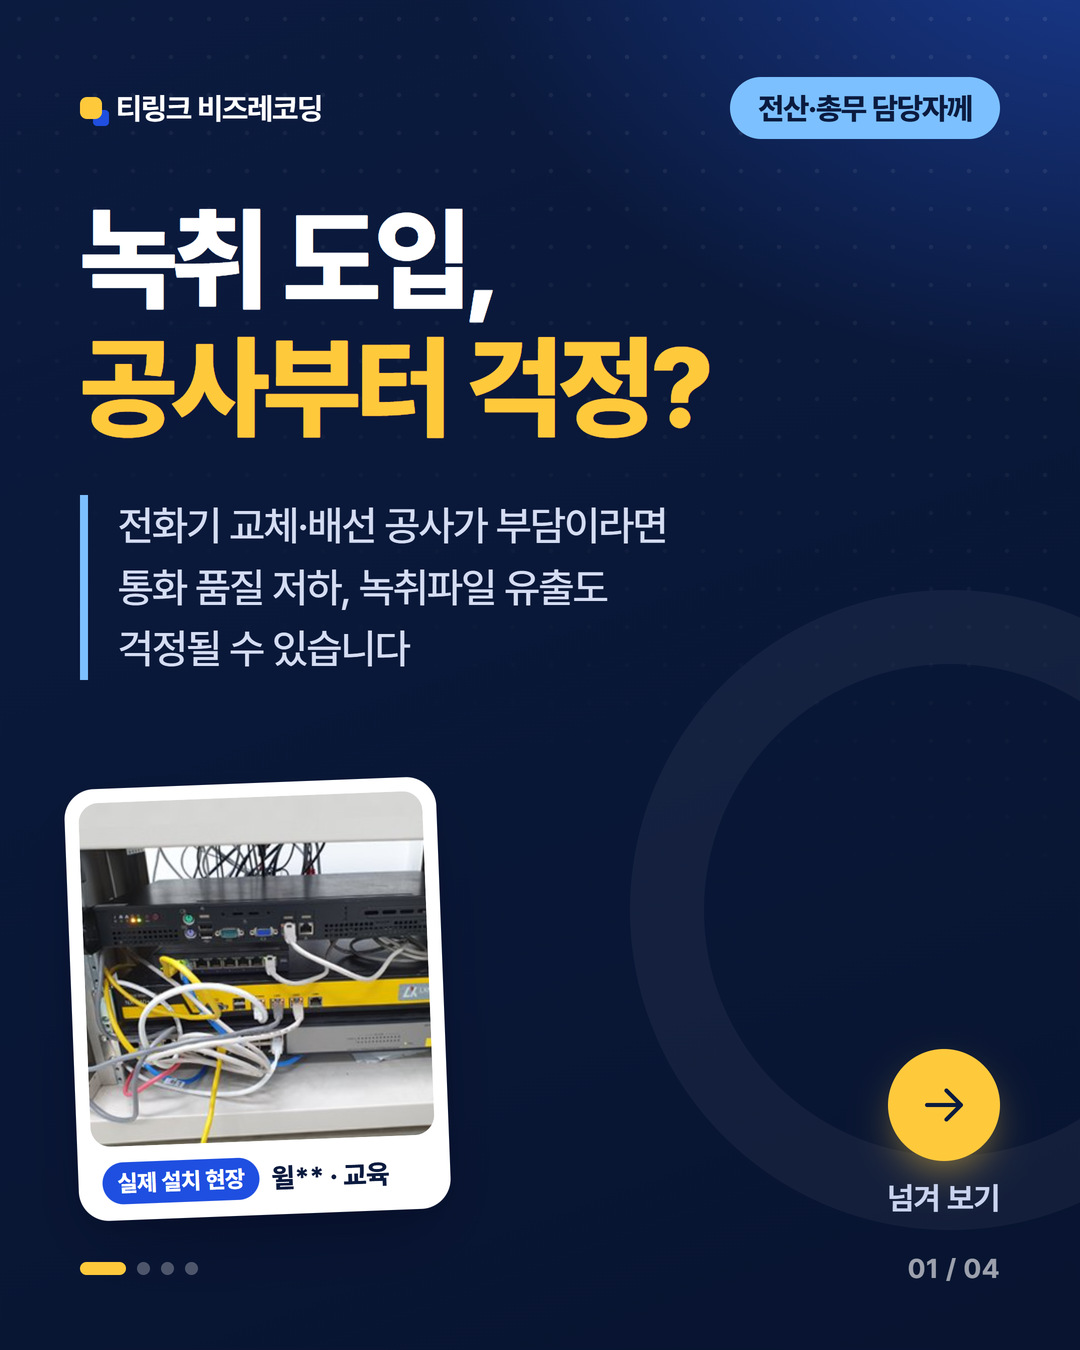 티링크 비즈레코딩
전산·총무 담당자께
녹취 도입,
공사부터 걱정?
전화기 교체·배선 공사가 부담이라면
통화 품질 저하, 녹취파일 유출도
걱정될 수 있습니다
실제 설치 현장
윌** · 교육
넘겨 보기
01 / 04